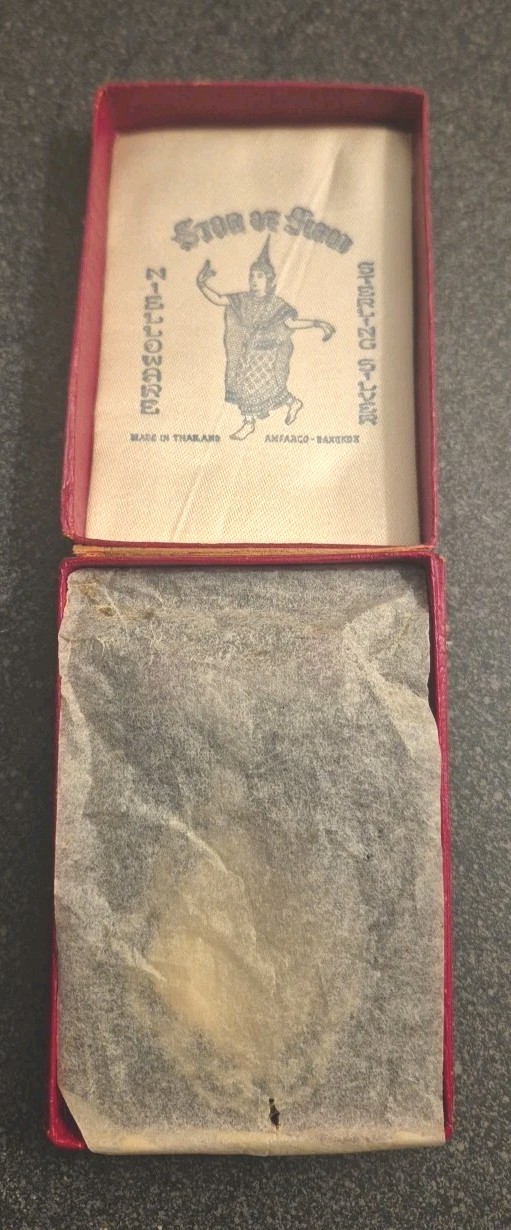 STAR OF SIAM
NIELLOWARE
STERLING SILVER
MADE IN THAILAND
AMFARCO - BANGKOK